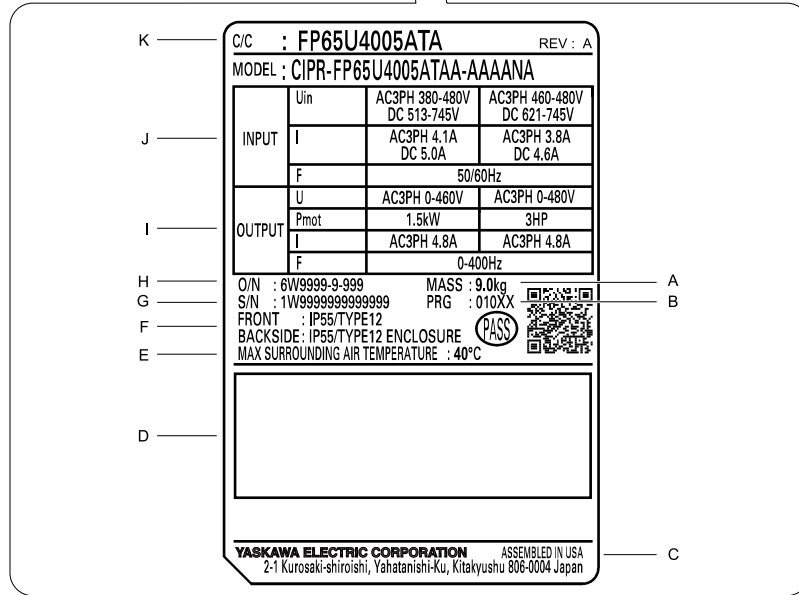 K
C/C : FP65U4005ATA REV : A
MODEL : CIPR-FP65U4005ATAA-AAAANA
J
INPUT
Uin AC3PH 380-480V DC 513-745V AC3PH 460-480V DC 621-745V
I AC3PH 4.1A DC 5.0A AC3PH 3.8A DC 4.6A
F 50/60Hz
I
OUTPUT
U AC3PH 0-460V AC3PH 0-480V
Pmot 1.5kW 3HP
I AC3PH 4.8A AC3PH 4.8A
F 0-400Hz
H O/N : 6W9999-9-999 MASS : 9.0kg A
G S/N : 1W9999999999999 PRG : 010XX B
F FRONT : IP55/TYPE12
BACKSIDE : IP55/TYPE12 ENCLOSURE PASS
E MAX SURROUNDING AIR TEMPERATURE : 40°C
D
YASKAWA ELECTRIC CORPORATION ASSEMBLED IN USA C
2-1 Kurosaki-shiroishi, Yahatanishi-Ku, Kitakyushu 806-0004 Japan